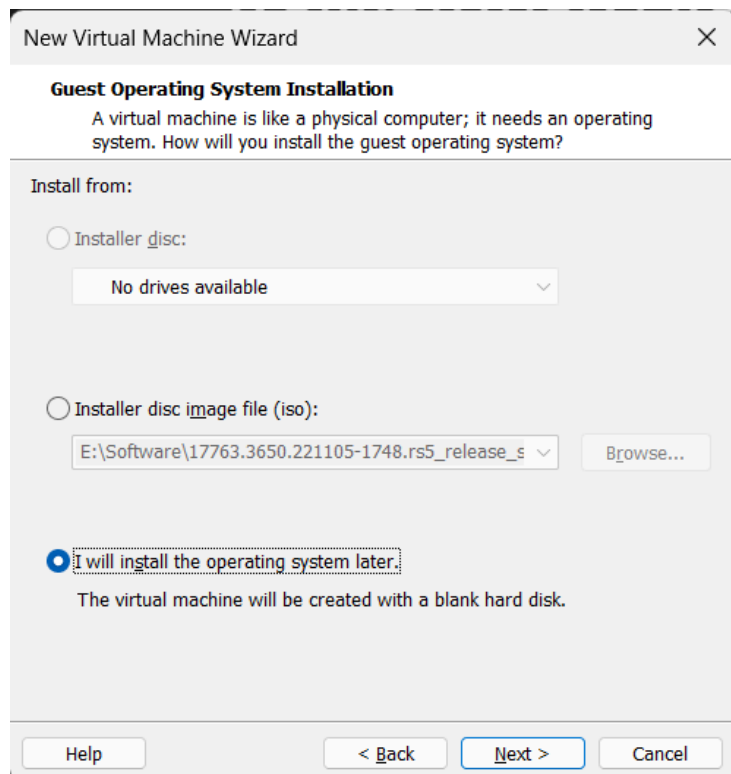 New Virtual Machine Wizard
Guest Operating System Installation
A virtual machine is like a physical computer; it needs an operating
system. How will you install the guest operating system?
Install from:
Installer disc:
No drives available
Installer disc image file (iso):
E:\Software\17763.3650.221105-1748.rs5_release_s
Browse...
I will install the operating system later.
The virtual machine will be created with a blank hard disk.
Help
< Back
Next >
Cancel